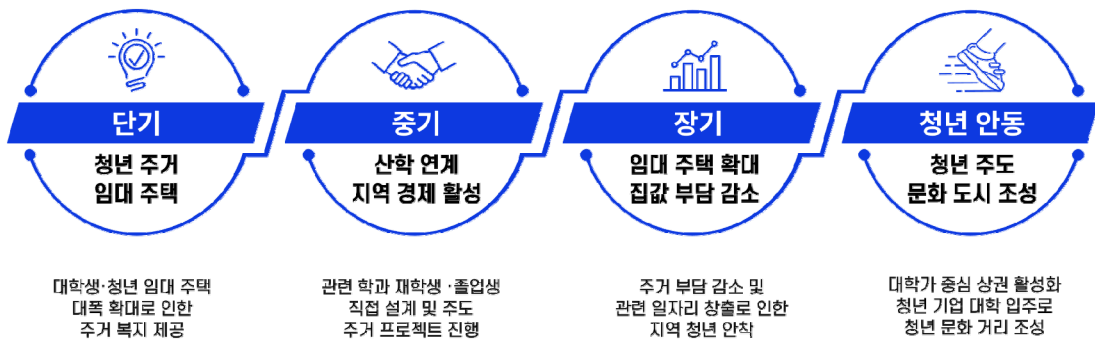 단기
청년 주거
임대 주택
대학생·청년 임대 주택
대폭 확대로 인한
주거 복지 제공
중기
산학 연계
지역 경제 활성
관련 학과 재학생 ·졸업생
직접 설계 및 주도
주거 프로젝트 진행
장기
임대 주택 확대
집값 부담 감소
주거 부담 감소 및
관련 일자리 창출로 인한
지역 청년 안착
청년 안동
청년 주도
문화 도시 조성
대학가 중심 상권 활성화
청년 기업 대학 입주로
청년 문화 거리 조성